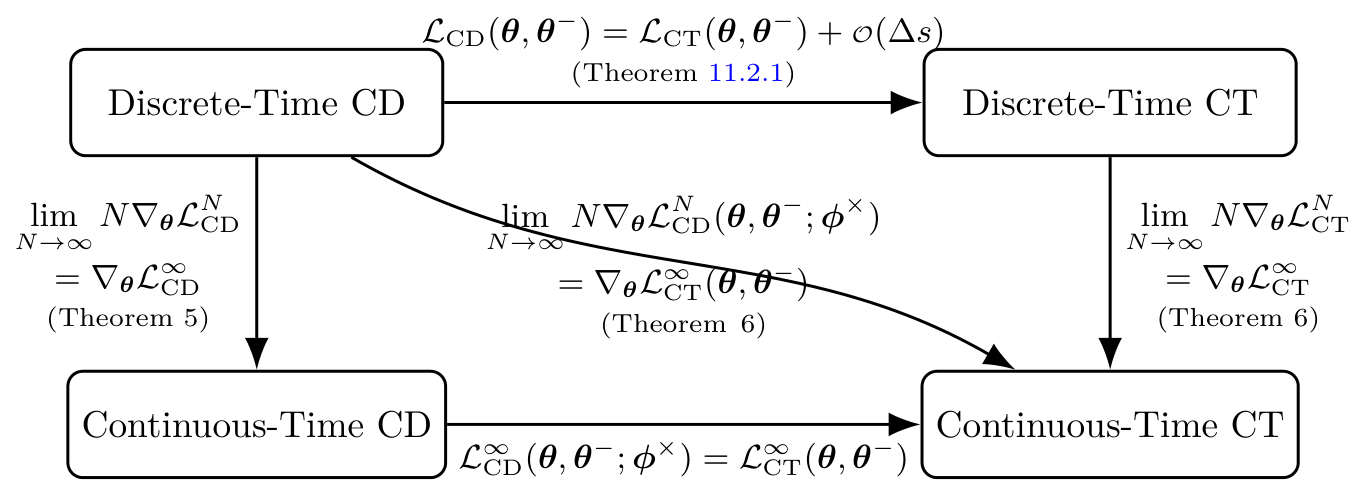 𝓛_CD(𝜽, 𝜽⁻) = 𝓛_CT(𝜽, 𝜽⁻) + 𝒪(Δs)
(Theorem 11.2.1)
Discrete-Time CD
Discrete-Time CT
lim_{N→∞} N∇_𝜽 𝓛^N_CD
= ∇_𝜽 𝓛^∞_CD
(Theorem 5)
lim_{N→∞} N∇_𝜽 𝓛^N_CD(𝜽, 𝜽⁻; 𝝓^×)
= ∇_𝜽 𝓛^∞_CT(𝜽, 𝜽⁻)
(Theorem 6)
lim_{N→∞} N∇_𝜽 𝓛^N_CT
= ∇_𝜽 𝓛^∞_CT
(Theorem 6)
Continuous-Time CD
Continuous-Time CT
𝓛^∞_CD(𝜽, 𝜽⁻; 𝝓^×) = 𝓛^∞_CT(𝜽, 𝜽⁻)